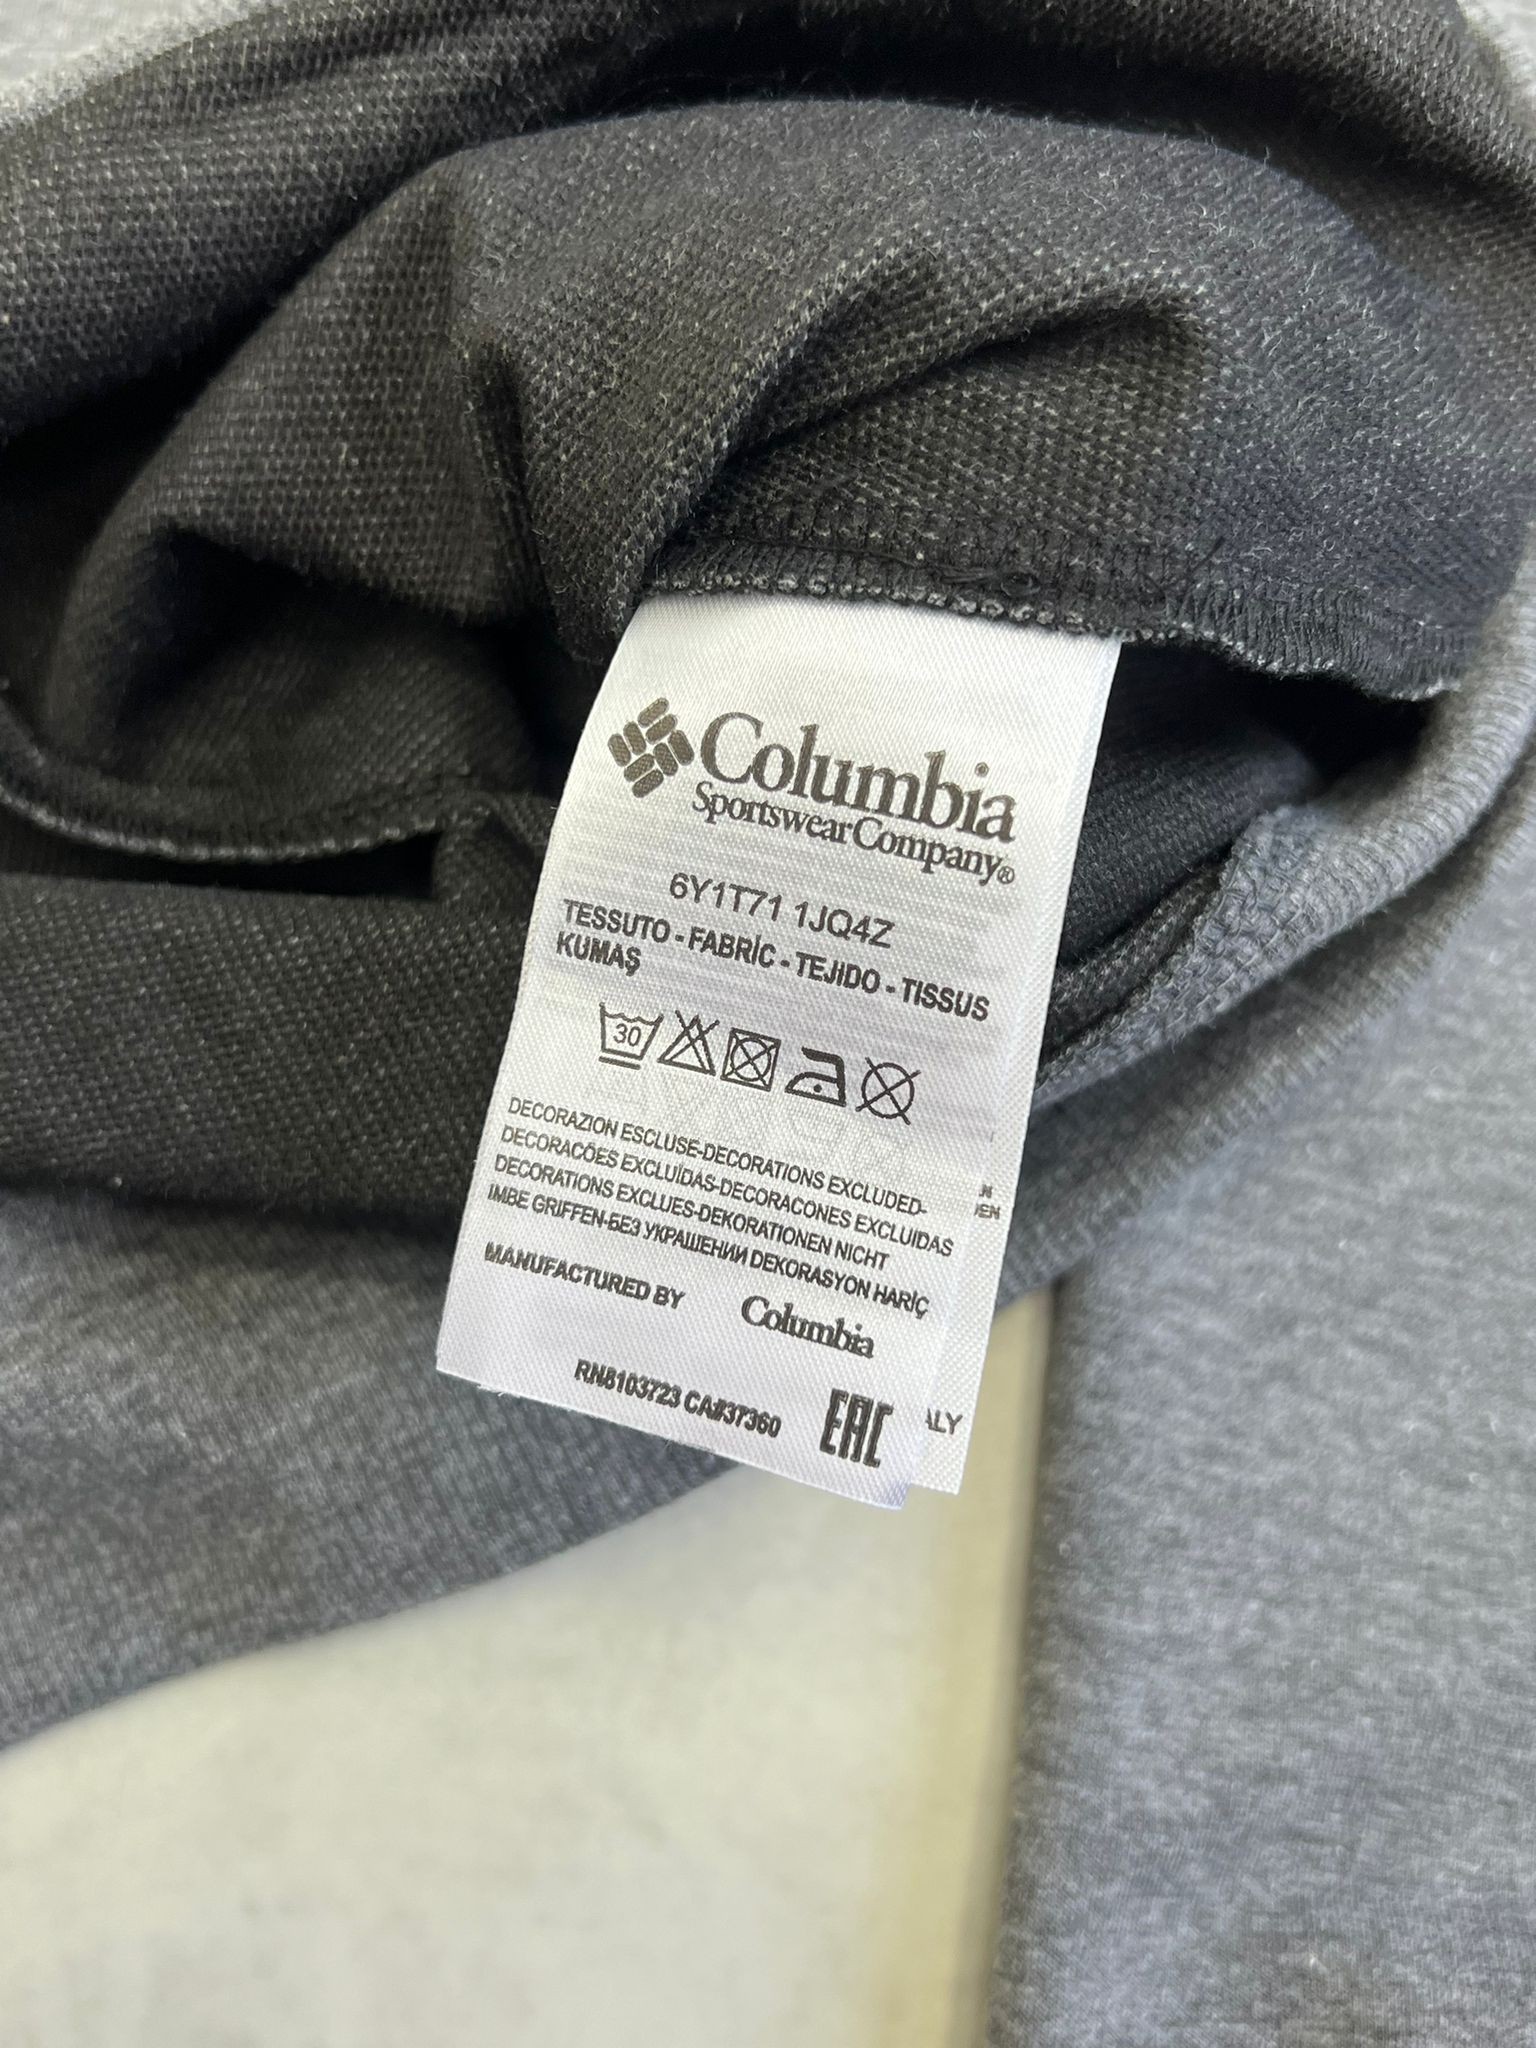 Columbia
Sportswear Company®
6Y1T71 1JQ4Z
TESSUTO - FABRİC - TEJIDO - TISSUS
KUMAŞ
30
DECORAZION ESCLUSE-DECORATIONS EXCLUDED-
DECORACÕES EXCLUÍDAS-DECORACONES EXCLUIDAS
DECORATIONS EXCLUES-DEKORATIONEN NICHT
IMBE GRIFFEN-БЕЗ УКРАШЕНИИ DEKORASYON HARİÇ
MANUFACTURED BY Columbia
RN8103723 CA#37360 EAC